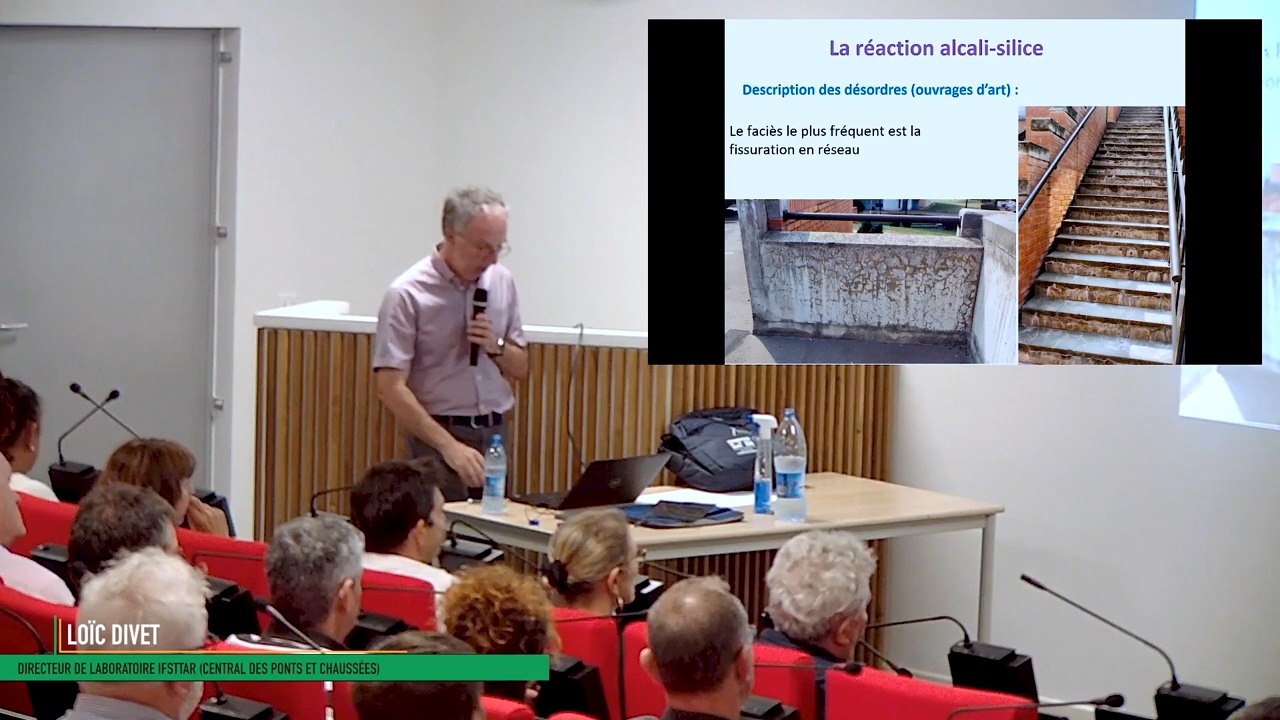 La réaction alcali-silice
Description des désordres (ouvrages d'art) :
Le faciès le plus fréquent est la
fissuration en réseau
LOÏC DIVET
DIRECTEUR DE LABORATOIRE IFSTTAR (CENTRAL DES PONTS ET CHAUSSÉES)